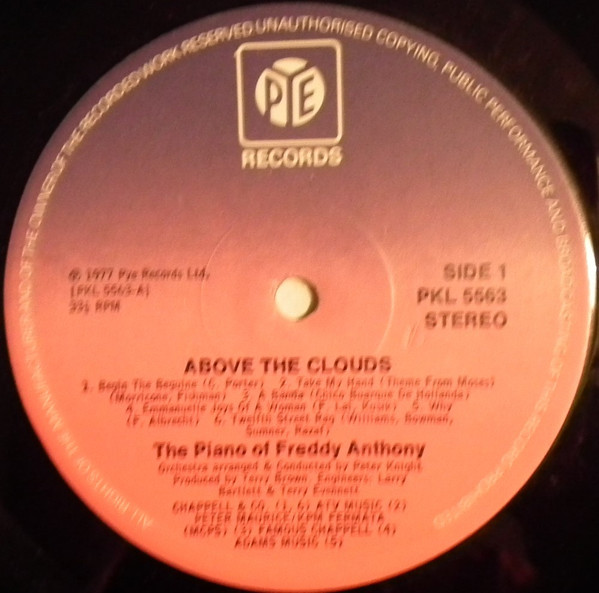 ALL RIGHTS OF THE MANUFACTURER AND OF THE OWNER OF THE RECORDED WORK RESERVED UNAUTHORISED COPYING, PUBLIC PERFORMANCE AND BROADCASTING OF THIS RECORD PROHIBITED
PYE
RECORDS
℗ 1977 Pye Records Ltd.
(PKL 5563-A)
33⅓ RPM
SIDE 1
PKL 5563
STEREO
ABOVE THE CLOUDS
1. Begin The Beguine (C. Porter) 2. Take My Hand (Theme From Moses)
(Morricone, Fishman) 3. A Banda (Chico Buarque De Hollanda)
4. Emmanuelle Joys Of A Woman (F. Lai, ) 5. Why
(F. Albrecht) 6. Twelfth Street Rag (Williams, Bowman,
Sumner, Razaf)
The Piano of Freddy Anthony
Orchestra arranged & Conducted by Peter Knight
Produced by Terry Brown. Engineers: Larry
Bartlett & Terry Evennett
CHAPPELL & CO. (1, 6) ATV MUSIC (2)
PETER MAURICE/KPM FERMATA
(MCPS) (3) FAMOUS CHAPPELL (4)
ADAMS MUSIC (5)